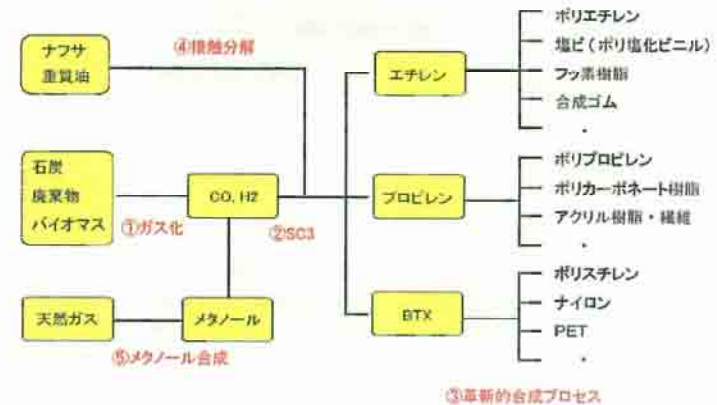 ④接触分解
ナフサ
重質油
石炭
廃棄物
バイオマス
①ガス化
CO, H2
②SC3
天然ガス
メタノール
⑤メタノール合成
エチレン
プロピレン
BTX
ポリエチレン
塩ビ(ポリ塩化ビニル)
フッ素樹脂
合成ゴム
・
ポリプロピレン
ポリカーボネート樹脂
アクリル樹脂・繊維
・
ポリスチレン
ナイロン
PET
・
③革新的合成プロセス